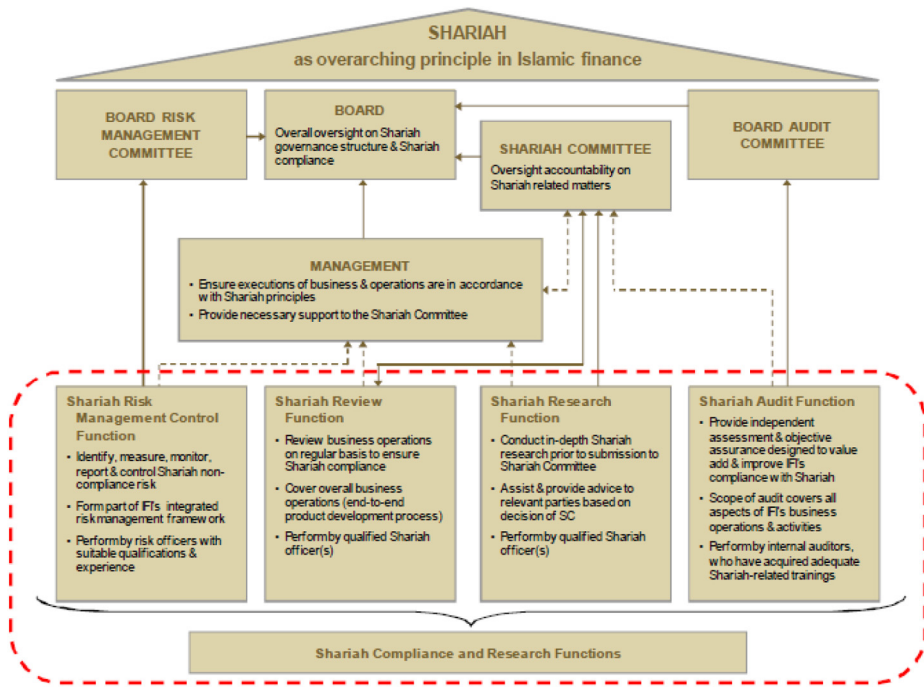 SHARIAH
as overarching principle in Islamic finance
BOARD RISK
MANAGEMENT
COMMITTEE
BOARD
Overall oversight on Shariah
governance structure & Shariah
compliance
SHARIAH COMMITTEE
Oversight accountability on
Shariah related matters
BOARD AUDIT
COMMITTEE
MANAGEMENT
• Ensure executions of business & operations are in accordance
with Shariah principles
• Provide necessary support to the Shariah Committee
Shariah Risk
Management Control
Function
• Identify, measure, monitor,
report & control Shariah non-
compliance risk
• Form part of IFI's integrated
risk management framework
• Perform by risk officers with
suitable qualifications &
experience
Shariah Review
Function
• Review business operations
on regular basis to ensure
Shariah compliance
• Cover overall business
operations (end-to-end
product development process)
• Perform by qualified Shariah
officer(s)
Shariah Research
Function
• Conduct in-depth Shariah
research prior to submission to
Shariah Committee
• Assist & provide advice to
relevant parties based on
decision of SC
• Perform by qualified Shariah
officer(s)
Shariah Audit Function
• Provide independent
assessment & objective
assurance designed to value
add & improve IFI's
compliance with Shariah
• Scope of audit covers all
aspects of IFI's business
operations & activities
• Perform by internal auditors,
who have acquired adequate
Shariah-related trainings
Shariah Compliance and Research Functions